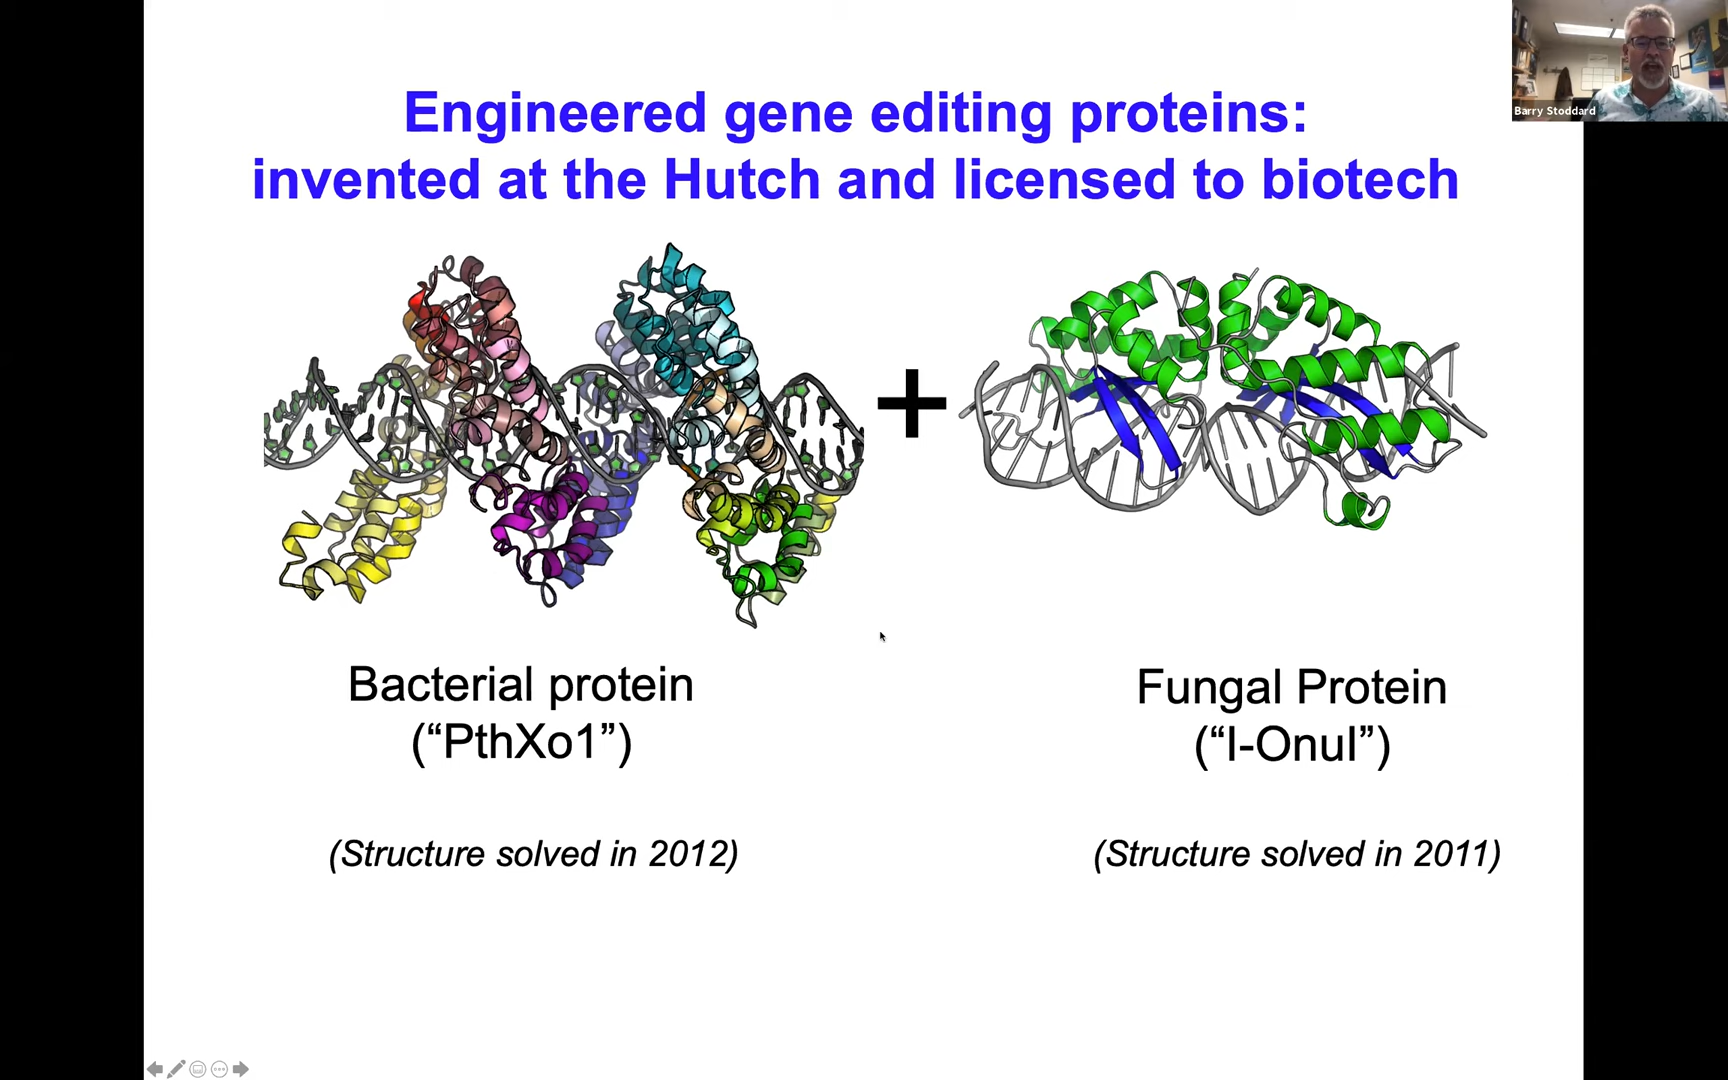 Barry Stoddard
Engineered gene editing proteins:
invented at the Hutch and licensed to biotech
+
Bacterial protein
(“PthXo1”)
Fungal Protein
(“I-OnuI”)
(Structure solved in 2012)
(Structure solved in 2011)